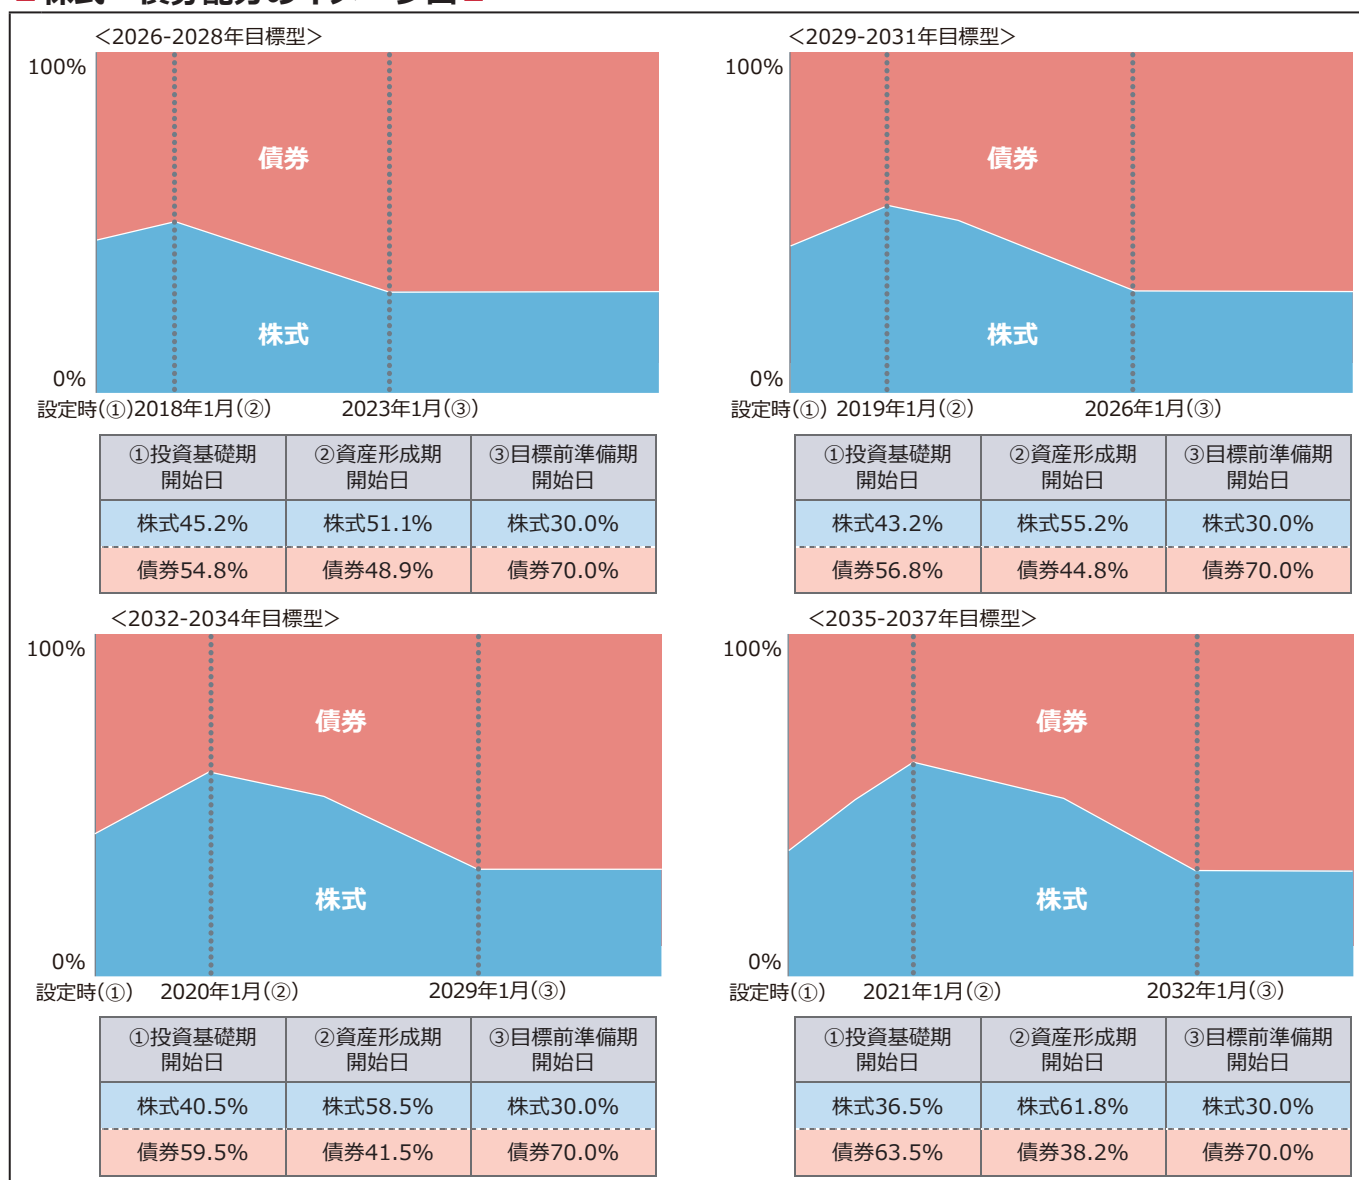 ＜2026-2028年目標型＞
100%
債券
株式
0%
設定時(①) 2018年1月(②) 2023年1月(③)
①投資基礎期 ②資産形成期 ③目標前準備期
開始日 開始日 開始日
株式45.2% 株式51.1% 株式30.0%
債券54.8% 債券48.9% 債券70.0%
＜2029-2031年目標型＞
100%
債券
株式
0%
設定時(①) 2019年1月(②) 2026年1月(③)
①投資基礎期 ②資産形成期 ③目標前準備期
開始日 開始日 開始日
株式43.2% 株式55.2% 株式30.0%
債券56.8% 債券44.8% 債券70.0%
＜2032-2034年目標型＞
100%
債券
株式
0%
設定時(①) 2020年1月(②) 2029年1月(③)
①投資基礎期 ②資産形成期 ③目標前準備期
開始日 開始日 開始日
株式40.5% 株式58.5% 株式30.0%
債券59.5% 債券41.5% 債券70.0%
＜2035-2037年目標型＞
100%
債券
株式
0%
設定時(①) 2021年1月(②) 2032年1月(③)
①投資基礎期 ②資産形成期 ③目標前準備期
開始日 開始日 開始日
株式36.5% 株式61.8% 株式30.0%
債券63.5% 債券38.2% 債券70.0%